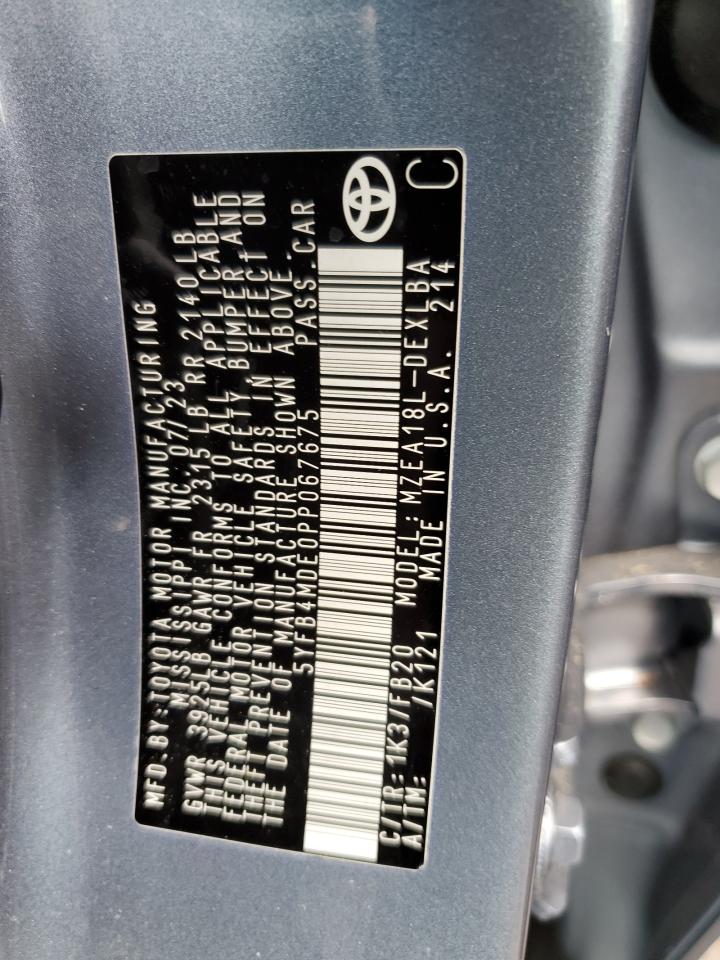 MFD.BY:TOYOTA MOTOR MANUFACTURING
MISSISSIPPI INC 07/23
GVWR 3925LB GAWR FR 2315 LB RR 2140 LB
THIS VEHICLE CONFORMS TO ALL APPLICABLE
FEDERAL MOTOR VEHICLE SAFETY, BUMPER, AND
THEFT PREVENTION STANDARDS IN EFFECT ON
THE DATE OF MANUFACTURE SHOWN ABOVE.
5YFB4MDE0PP067675 PASS.CAR
C/TR: 1K3/FB20 MODEL: MZEA18L-DEXLBA
A/TM: /K121 MADE IN U.S.A. 214
C